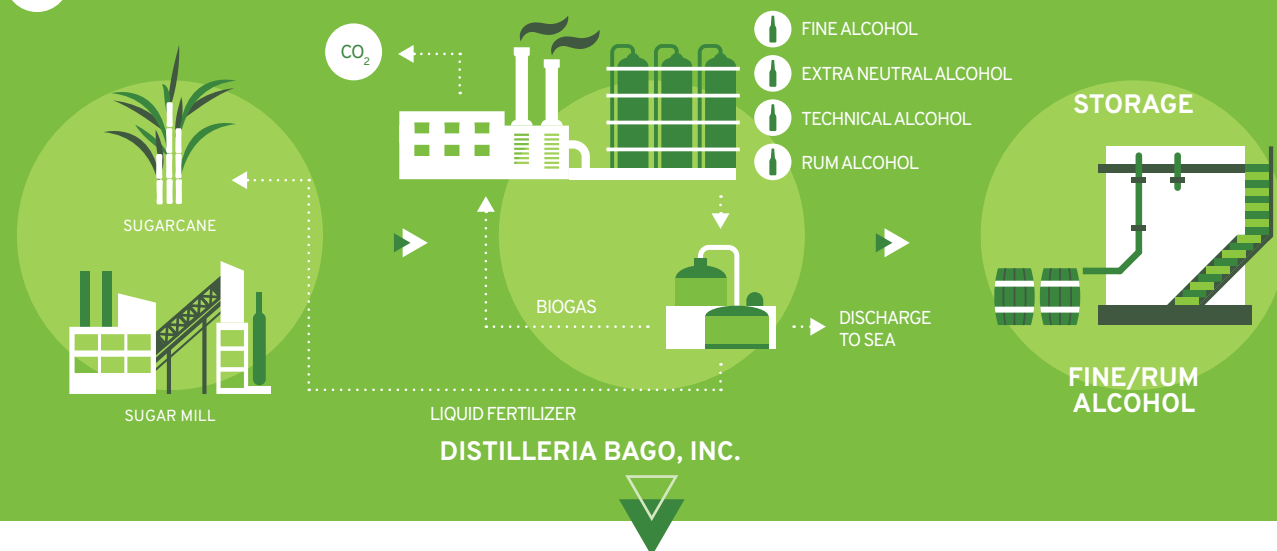 CO2
FINE ALCOHOL
EXTRA NEUTRAL ALCOHOL
TECHNICAL ALCOHOL
RUM ALCOHOL
STORAGE
SUGARCANE
BIOGAS
DISCHARGE
TO SEA
SUGAR MILL
LIQUID FERTILIZER
FINE/RUM
ALCOHOL
DISTILLERIA BAGO, INC.